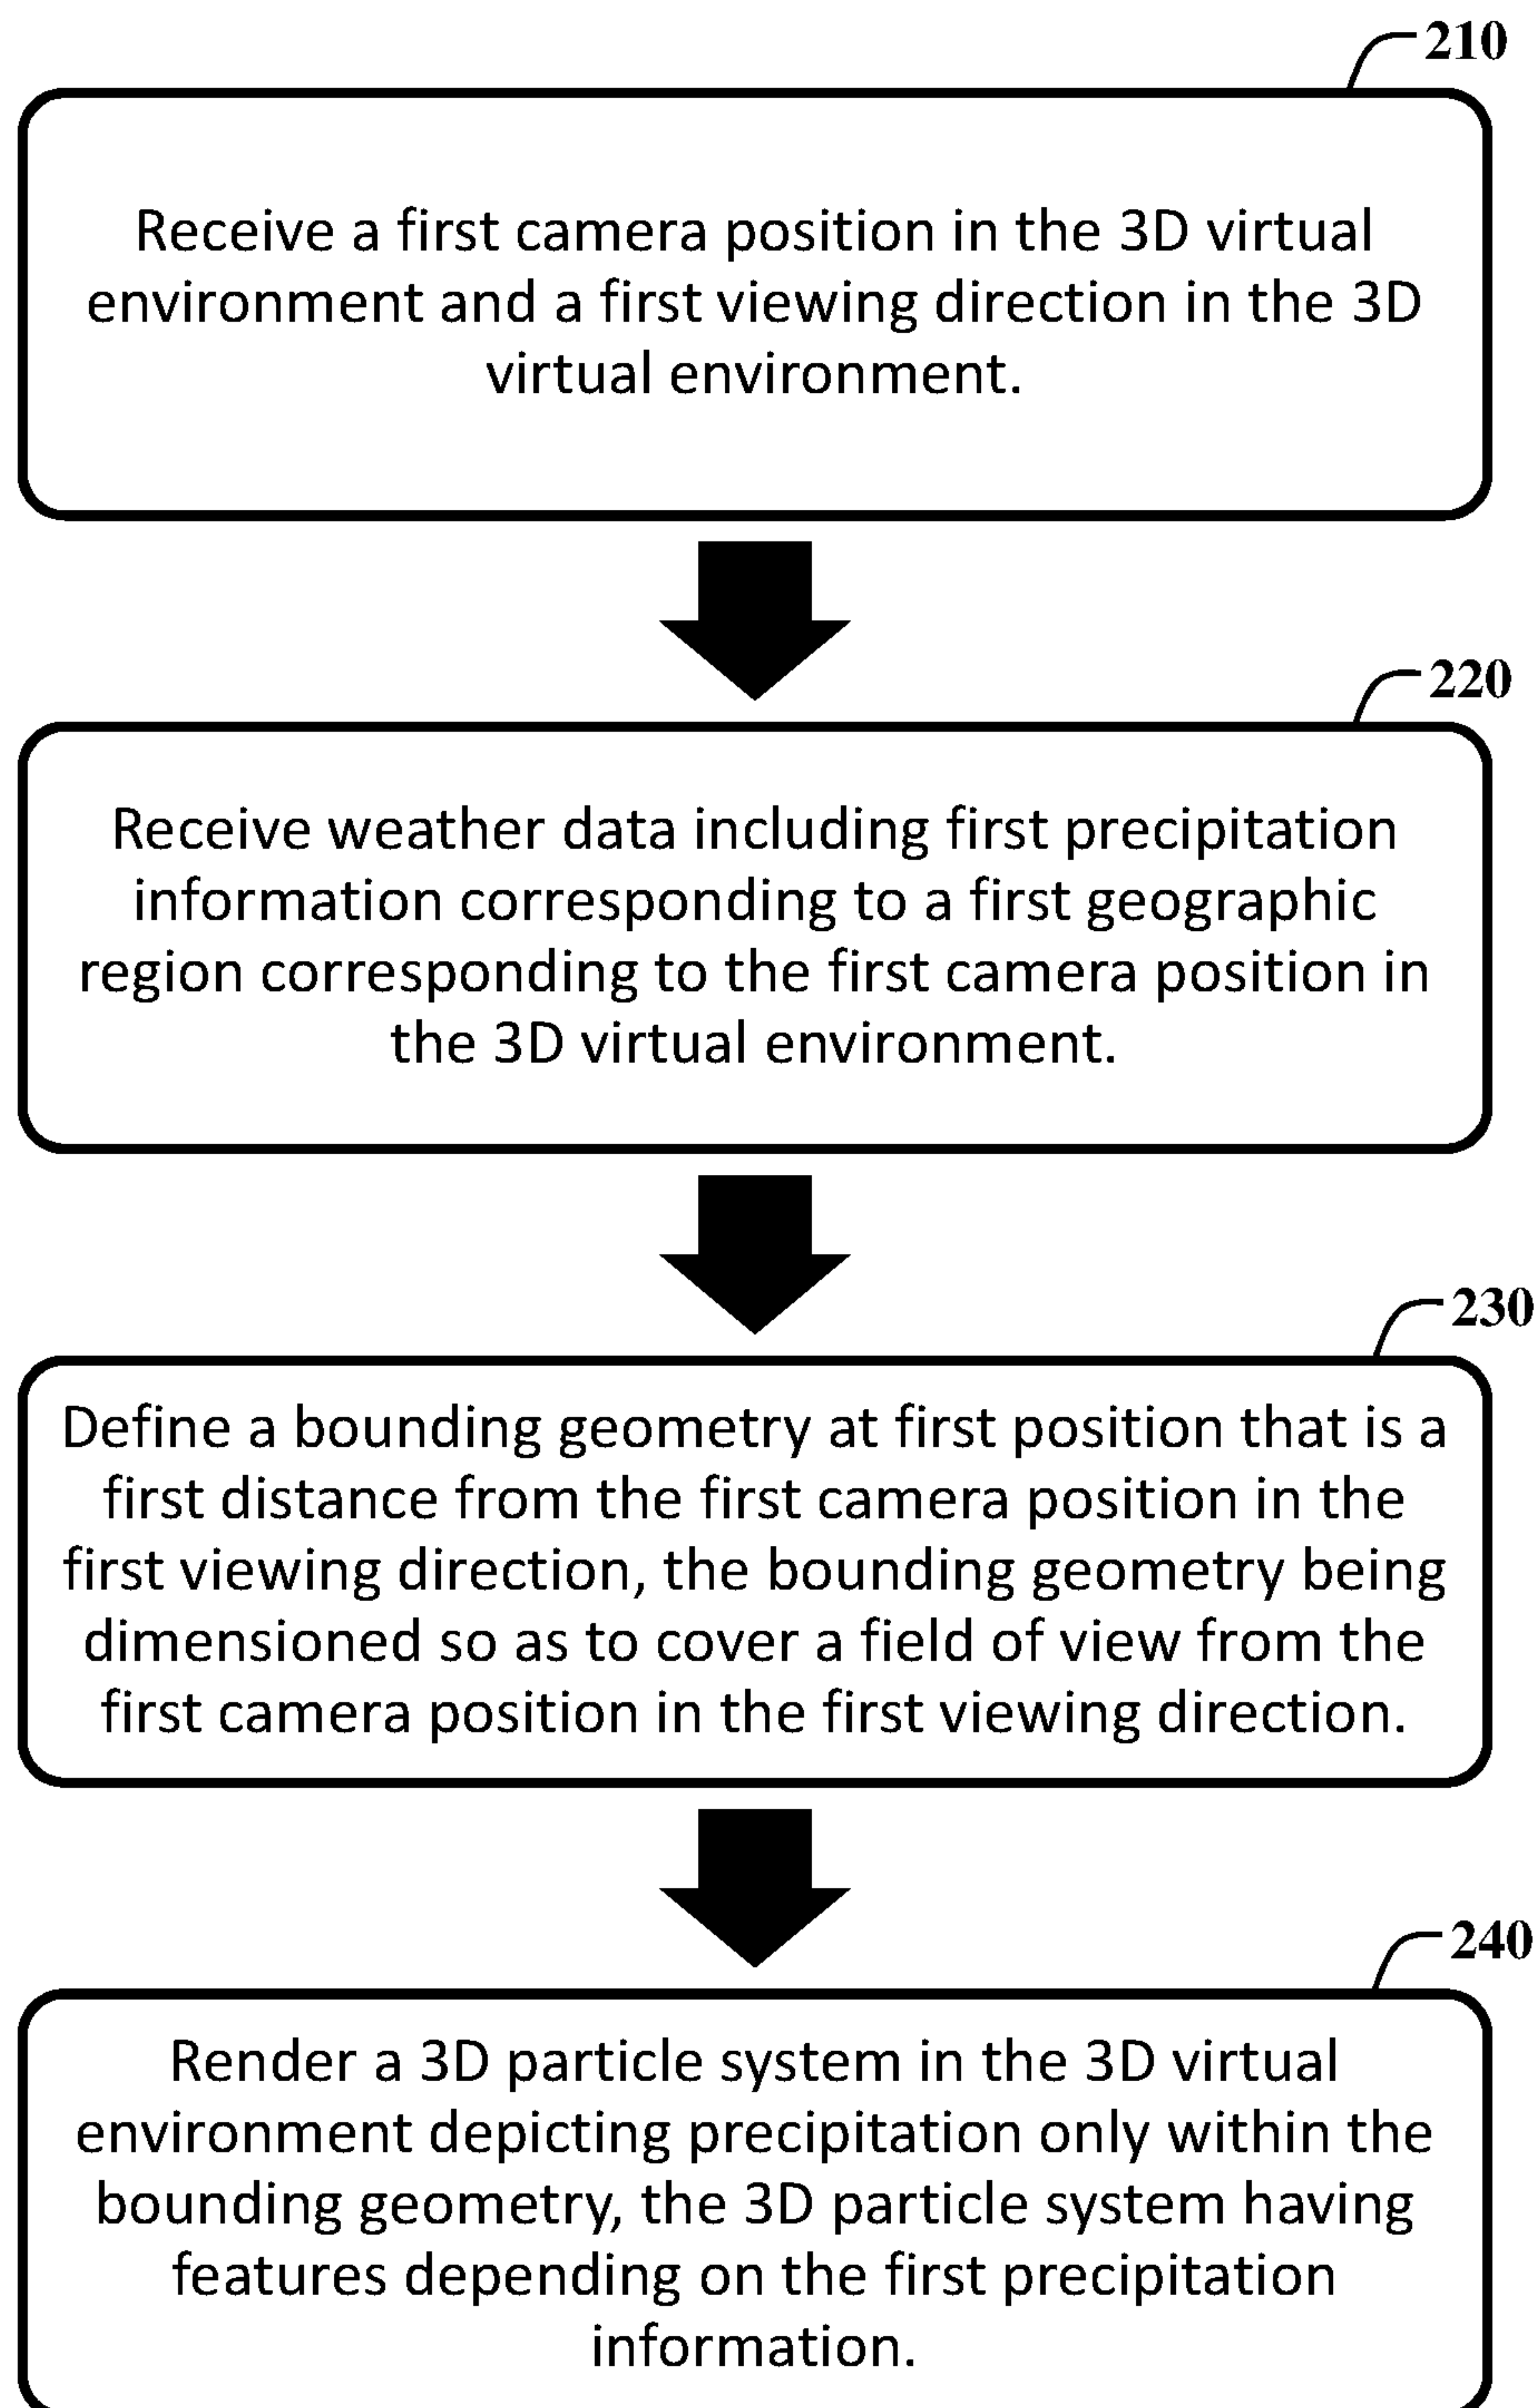 210
Receive a first camera position in the 3D virtual
environment and a first viewing direction in the 3D
virtual environment.
220
Receive weather data including first precipitation
information corresponding to a first geographic
region corresponding to the first camera position in
the 3D virtual environment.
230
Define a bounding geometry at first position that is a
first distance from the first camera position in the
first viewing direction, the bounding geometry being
dimensioned so as to cover a field of view from the
first camera position in the first viewing direction.
240
Render a 3D particle system in the 3D virtual
environment depicting precipitation only within the
bounding geometry, the 3D particle system having
features depending on the first precipitation
information.